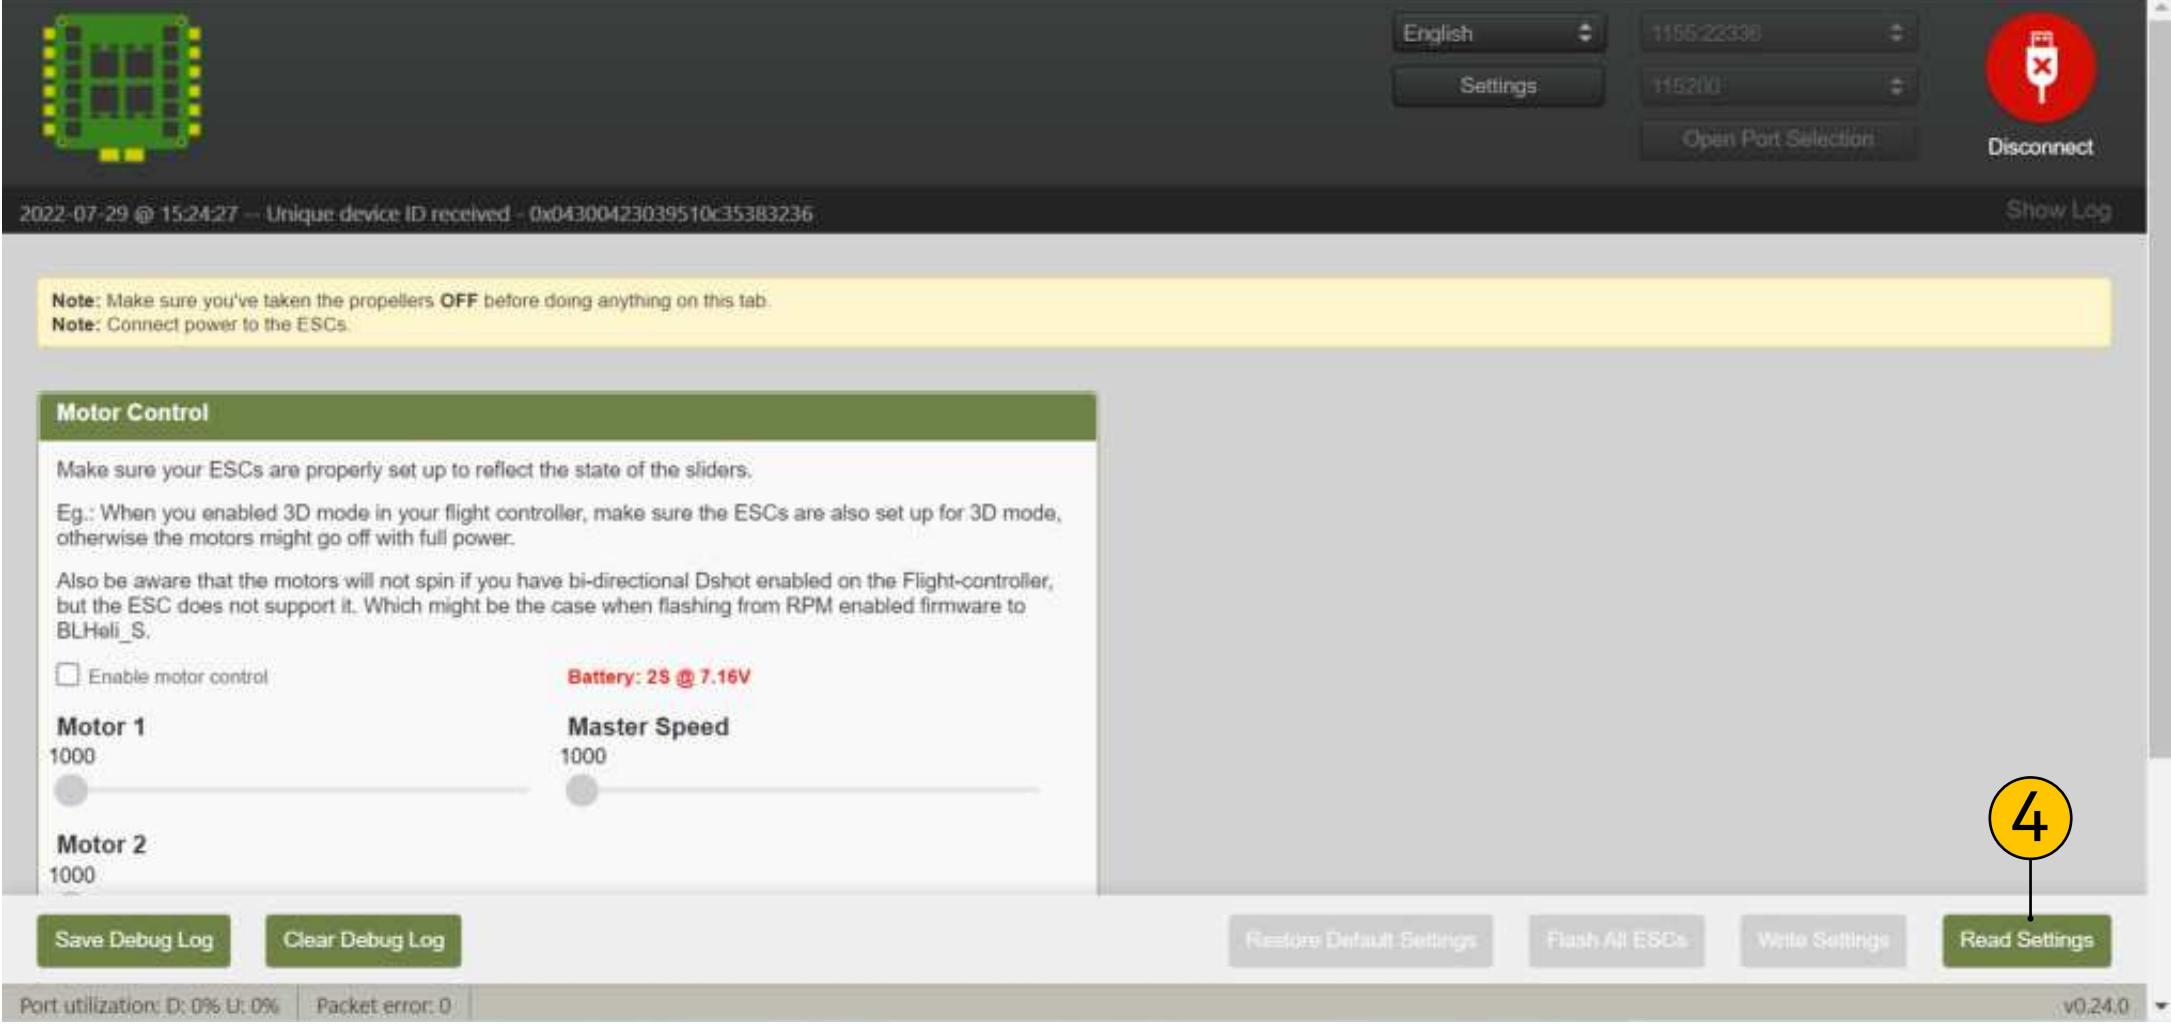 English
1155:22336
Settings
115200
Open Port Selection
Disconnect
2022-07-29 @ 15:24:27 -- Unique device ID received - 0x04300423039510c35383236
Show Log
Note: Make sure you've taken the propellers OFF before doing anything on this tab.
Note: Connect power to the ESCs.
Motor Control
Make sure your ESCs are properly set up to reflect the state of the sliders.
Eg.: When you enabled 3D mode in your flight controller, make sure the ESCs are also set up for 3D mode,
otherwise the motors might go off with full power.
Also be aware that the motors will not spin if you have bi-directional Dshot enabled on the Flight-controller,
but the ESC does not support it. Which might be the case when flashing from RPM enabled firmware to
BLHeli_S.
Enable motor control
Battery: 2S @ 7.16V
Motor 1
Master Speed
1000
1000
Motor 2
1000
4
Save Debug Log
Clear Debug Log
Restore Default Settings
Flash All ESCs
Write Settings
Read Settings
Port utilization: D: 0% U: 0%
Packet error: 0
v0.24.0